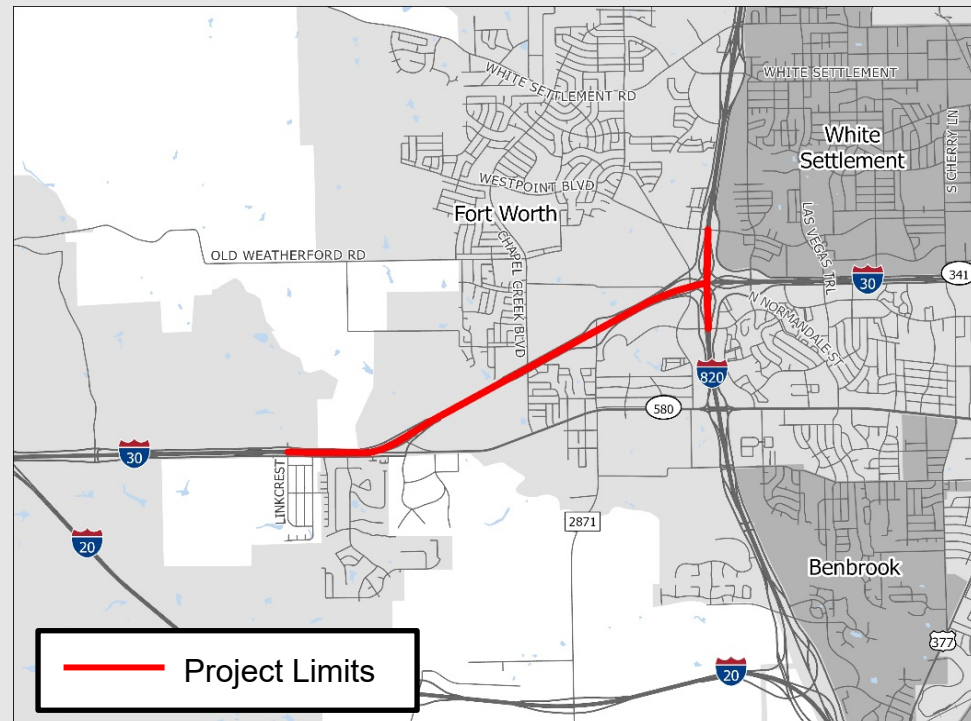 WHITE SETTLEMENT RD
WHITE SETTLEMENT
White
Settlement
S CHERRY LN
WESTPOINT BLVD
Fort Worth
LAS VEGAS TRL
OLD WEATHERFORD RD
CHAPEL CREEK BLVD
30
341
N NORMANDALE ST
820
580
30
LINKCREST
2871
20
Benbrook
377
20
Project Limits